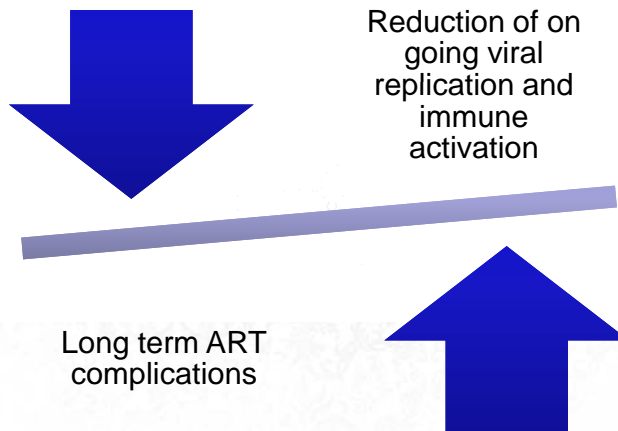 Reduction of on
going viral
replication and
immune
activation
Long term ART
complications